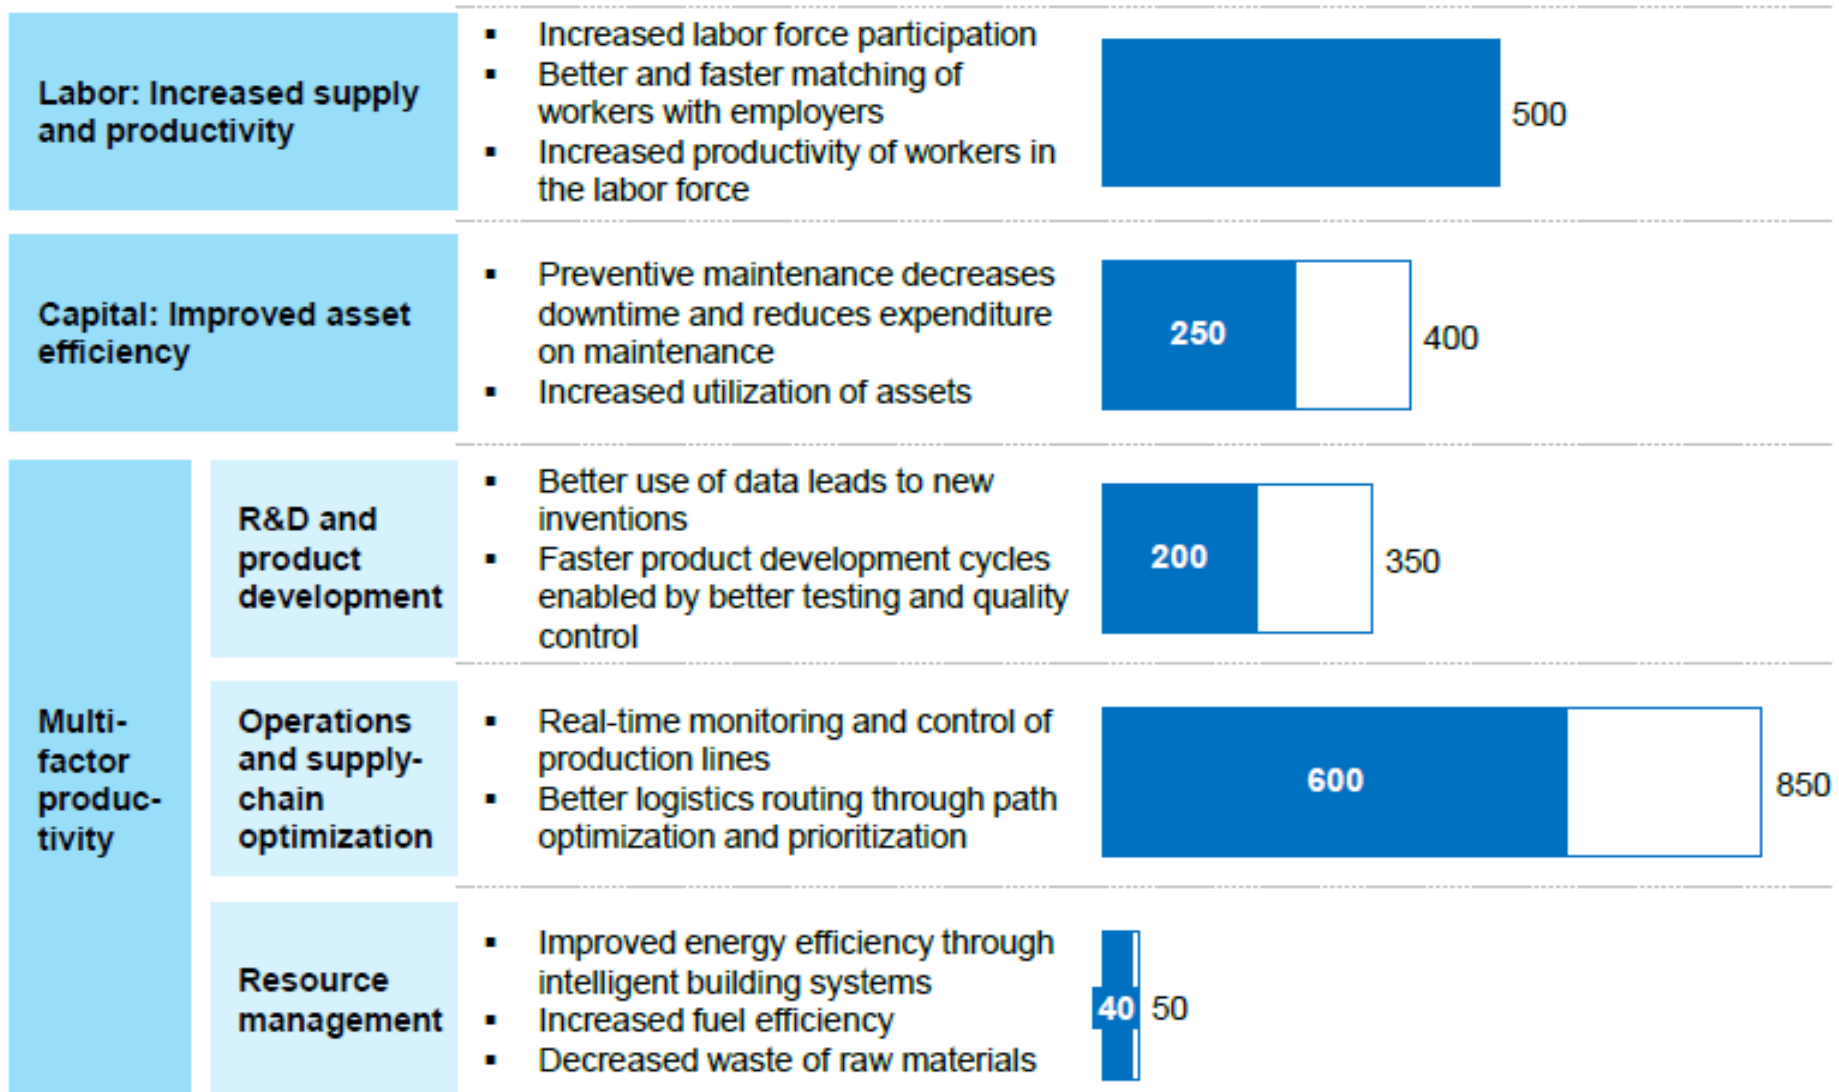 Labor: Increased supply
and productivity
▪ Increased labor force participation
▪ Better and faster matching of
workers with employers
▪ Increased productivity of workers in
the labor force
500
Capital: Improved asset
efficiency
▪ Preventive maintenance decreases
downtime and reduces expenditure
on maintenance
▪ Increased utilization of assets
250
400
Multi-
factor
produc-
tivity
R&D and
product
development
▪ Better use of data leads to new
inventions
▪ Faster product development cycles
enabled by better testing and quality
control
200
350
Operations
and supply-
chain
optimization
▪ Real-time monitoring and control of
production lines
▪ Better logistics routing through path
optimization and prioritization
600
850
Resource
management
▪ Improved energy efficiency through
intelligent building systems
▪ Increased fuel efficiency
▪ Decreased waste of raw materials
40
50